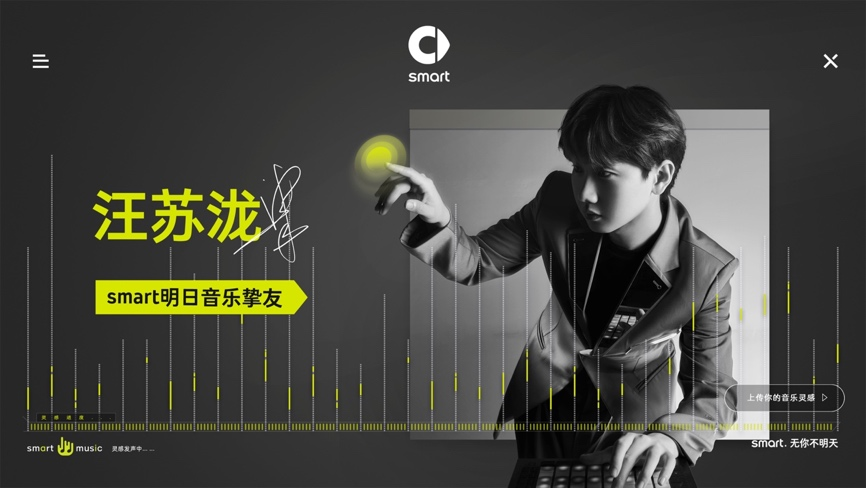 smart
汪苏泷
smart明日音乐挚友
上传你的音乐灵感
smart music 灵感发声中... ...
smart. 无你不明天